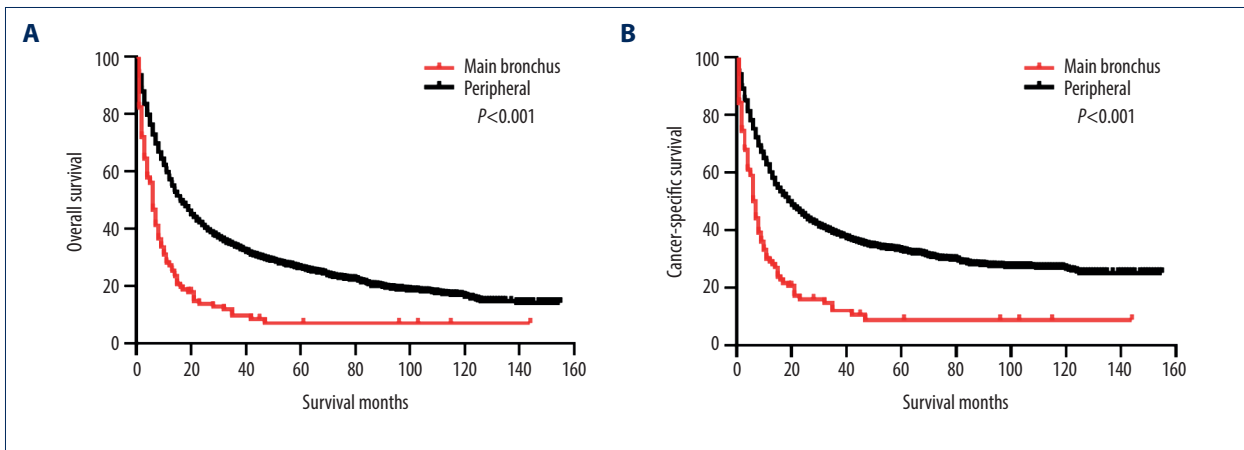 A
Overall survival
100
80
60
40
20
0
0 20 40 60 80 100 120 140 160
Survival months
Main bronchus
Peripheral
P<0.001
B
Cancer-specific survival
100
80
60
40
20
0
0 20 40 60 80 100 120 140 160
Survival months
Main bronchus
Peripheral
P<0.001